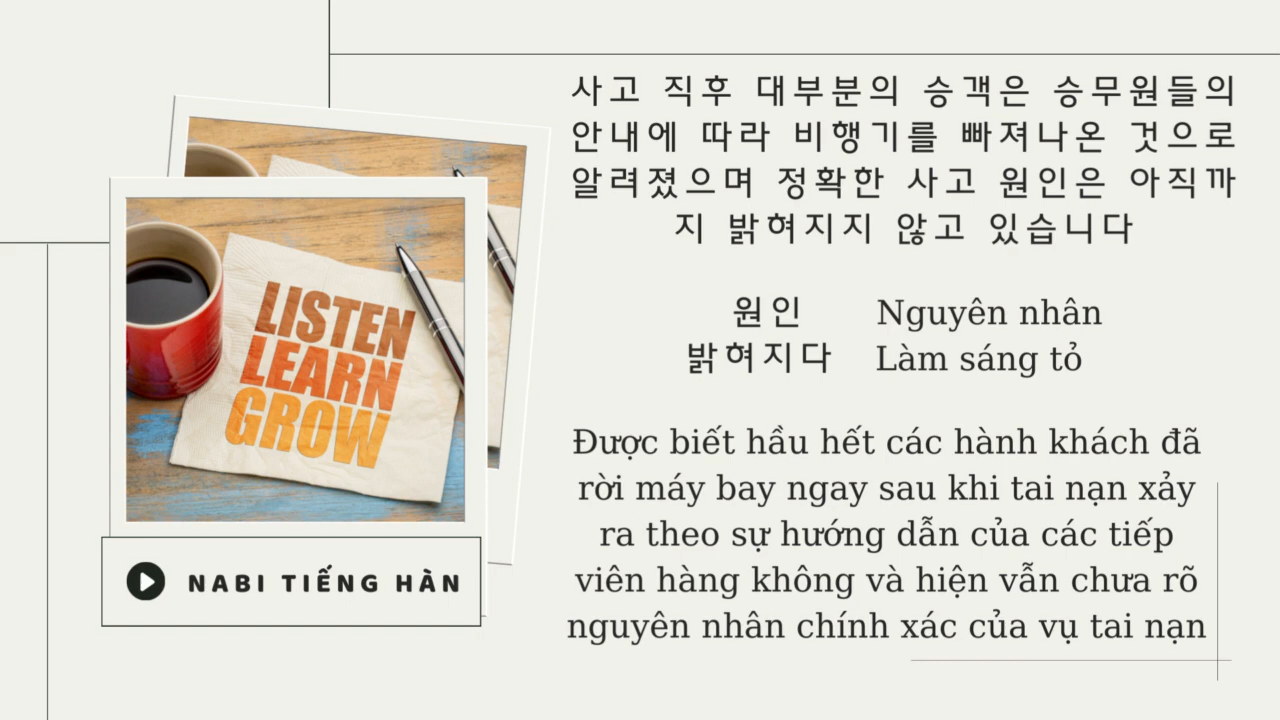 사고 직후 대부분의 승객은 승무원들의
안내에 따라 비행기를 빠져나온 것으로
알려졌으며 정확한 사고 원인은 아직까
지 밝혀지지 않고 있습니다
원인 Nguyên nhân
밝혀지다 Làm sáng tỏ
Được biết hầu hết các hành khách đã
rời máy bay ngay sau khi tai nạn xảy
ra theo sự hướng dẫn của các tiếp
viên hàng không và hiện vẫn chưa rõ
nguyên nhân chính xác của vụ tai nạn
LISTEN
LEARN
GROW
NABI TIẾNG HÀN